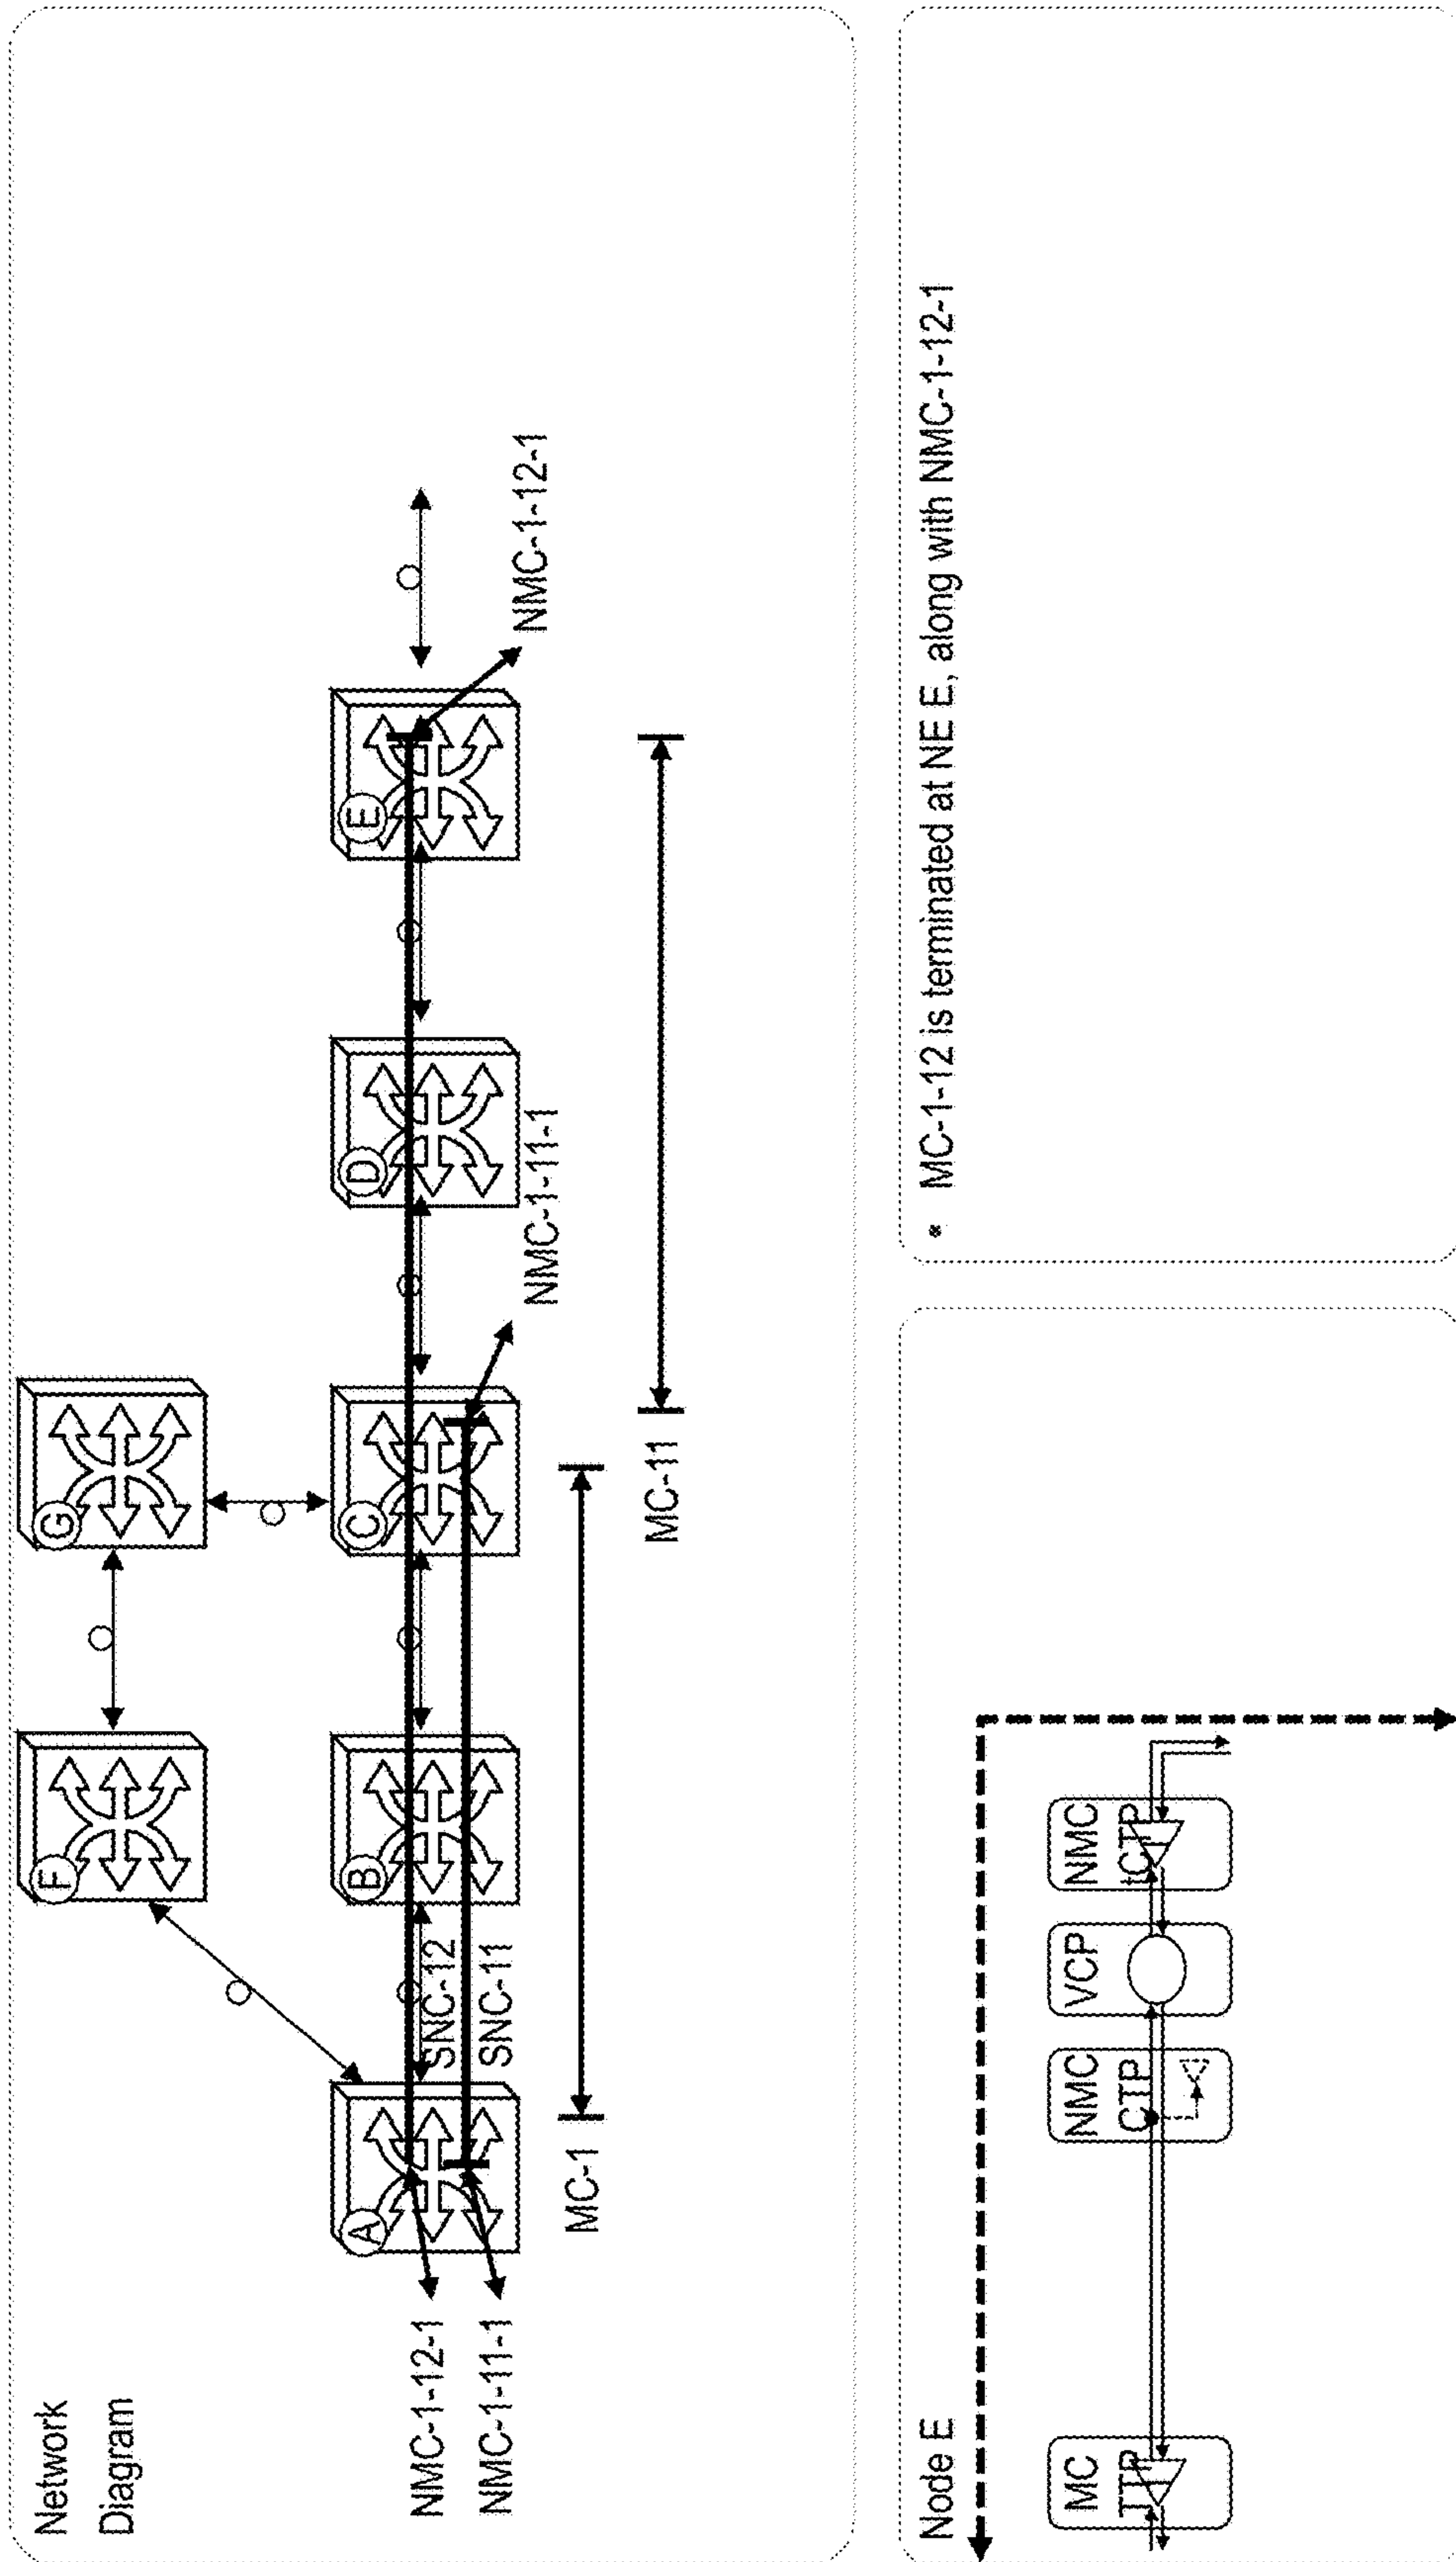 Network
Diagram
F
G
A
B
C
D
E
NMC-1-12-1
NMC-1-11-1
SNC-12
SNC-11
NMC-1-11-1
NMC-1-12-1
MC-1
MC-11
Node E
MC
TTP
NMC
CTP
VCP
NMC
tCTP
* MC-1-12 is terminated at NE E, along with NMC-1-12-1